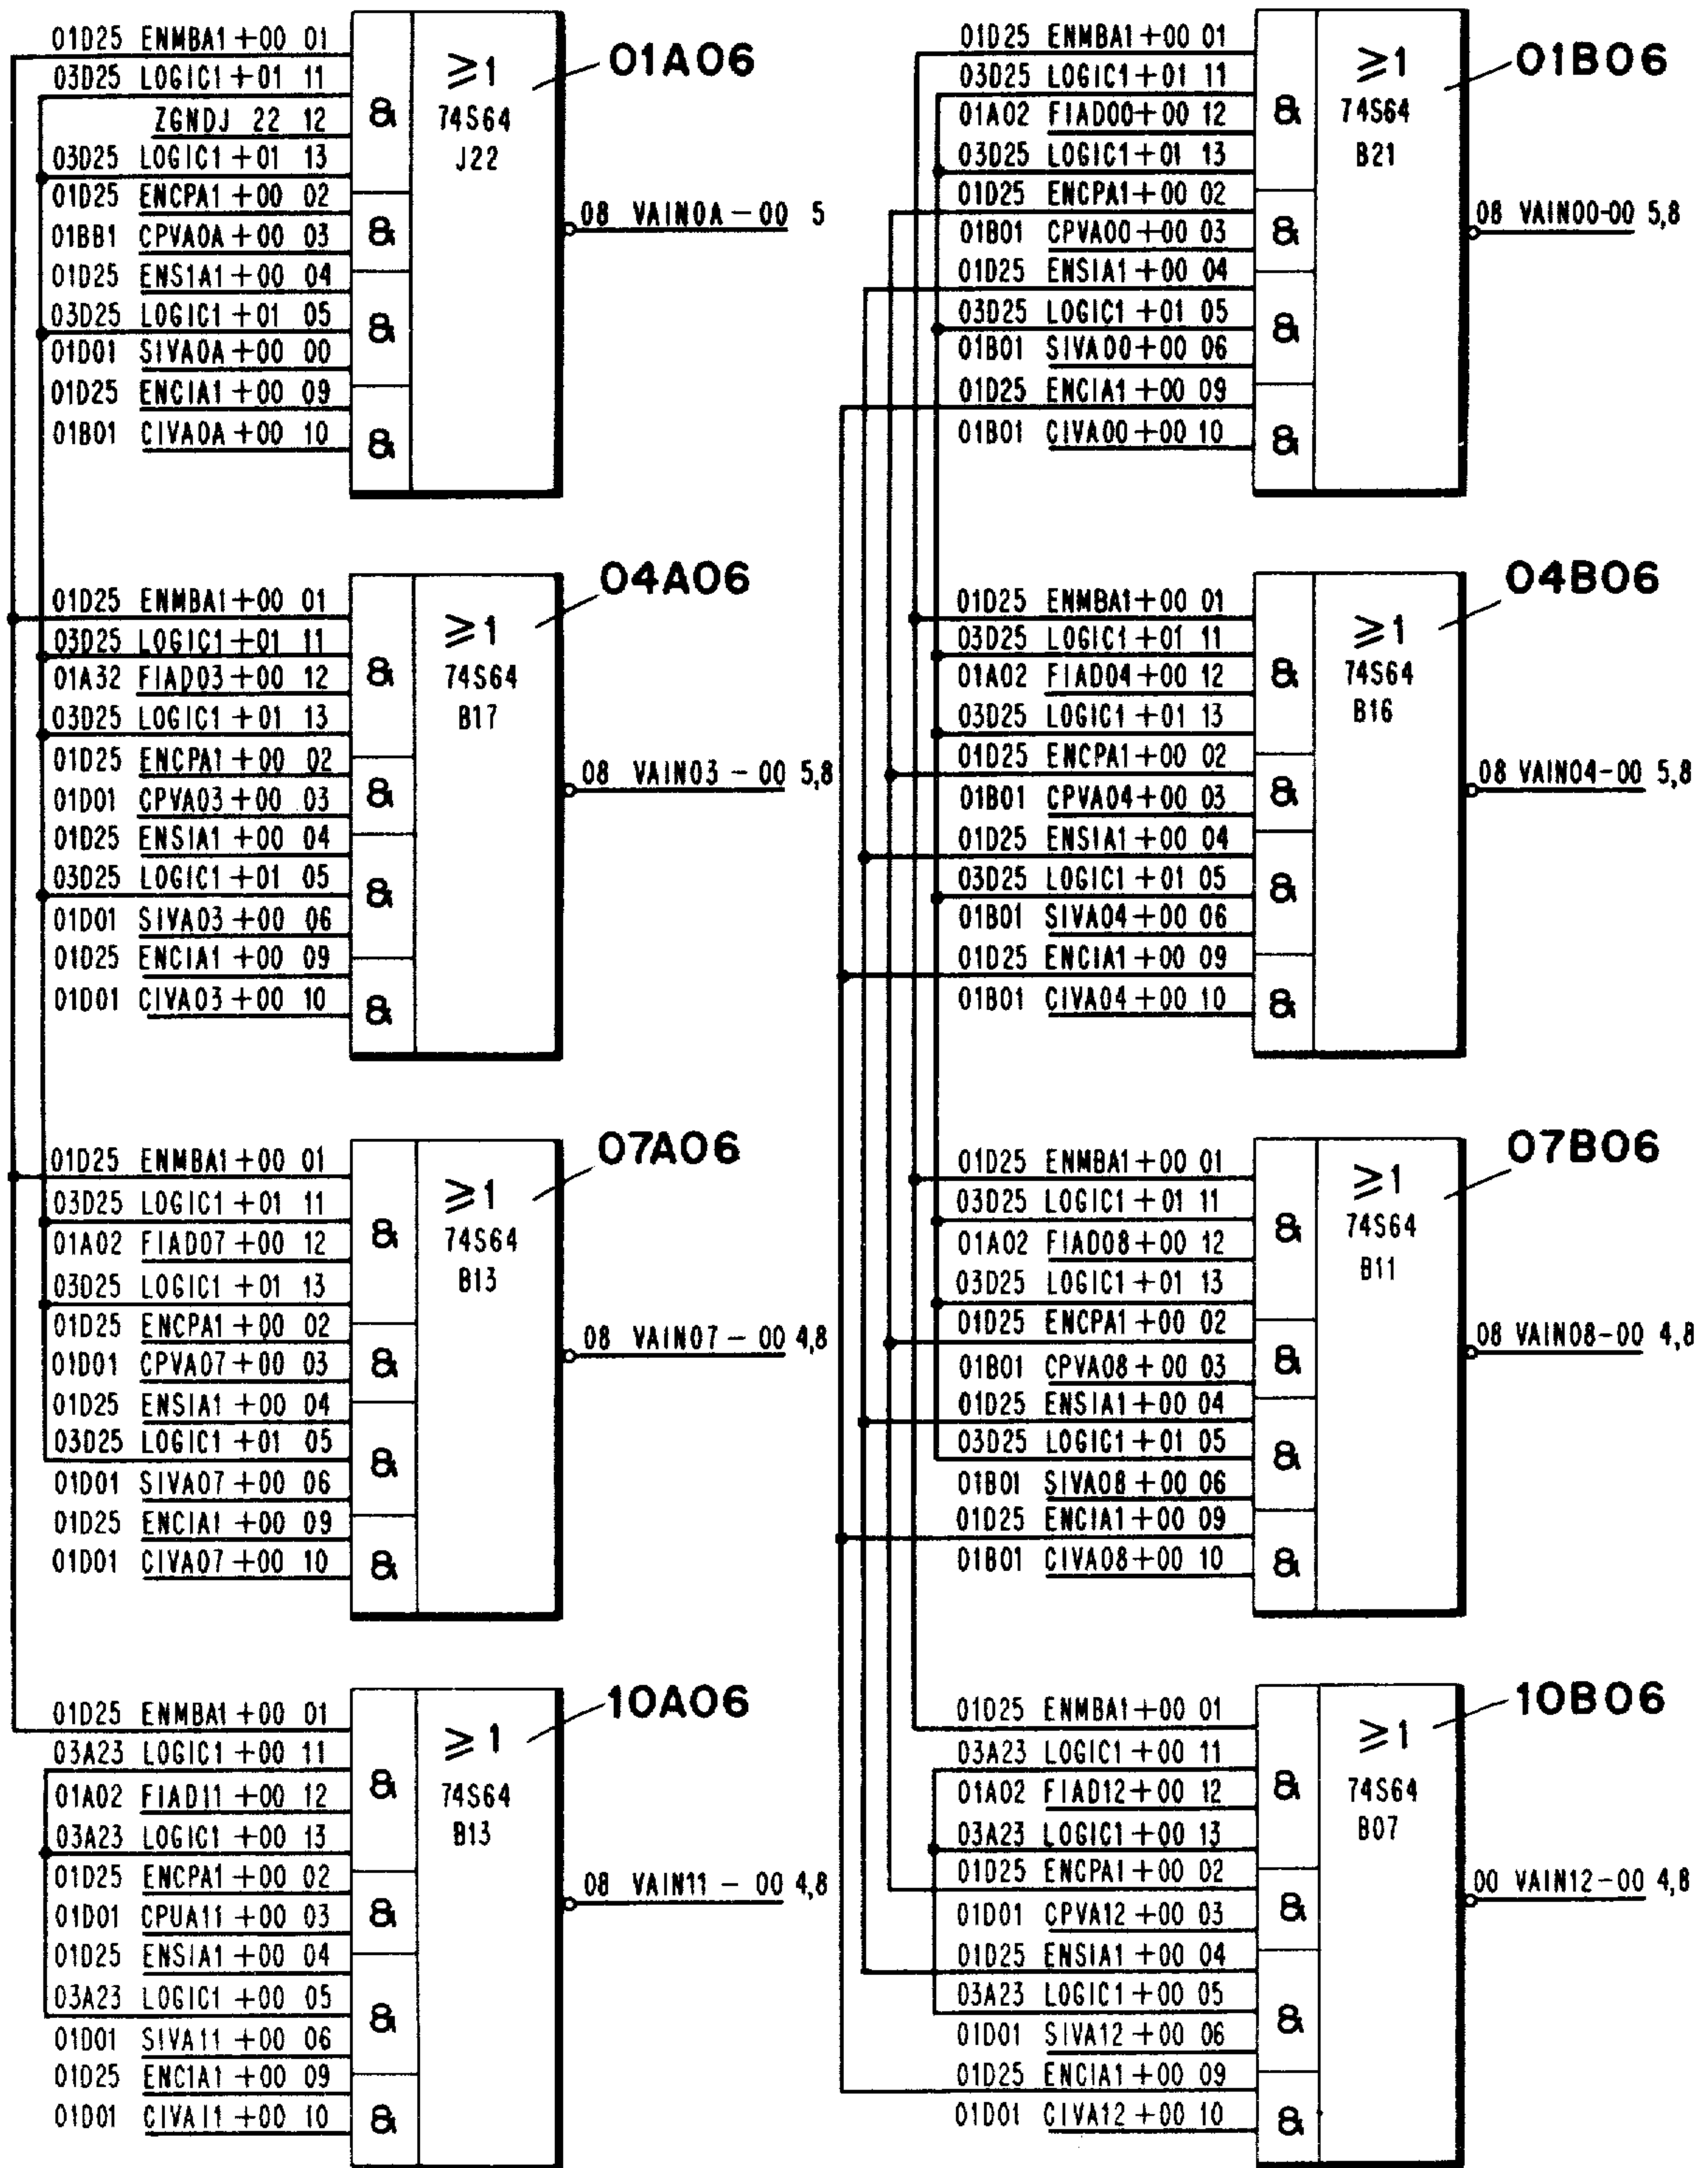 01D25 ENMBA1+00 01
03D25 LOGIC1+01 11
ZGNDJ 22 12
03D25 LOGIC1+01 13
01D25 ENCPA1+00 02
01BB1 CPVA0A+00 03
01D25 ENS1A1+00 04
03D25 LOGIC1+01 05
01D01 SIVA0A+00 00
01D25 ENCIA1+00 09
01B01 CIVA0A+00 10
&
&
&
&
≥1
74S64
J22
01A06
08 VAIN0A-00 5
01D25 ENMBA1+00 01
03D25 LOGIC1+01 11
01A02 FIAD00+00 12
03D25 LOGIC1+01 13
01D25 ENCPA1+00 02
01B01 CPVA00+00 03
01D25 ENSIA1+00 04
03D25 LOGIC1+01 05
01B01 SIVA00+00 06
01D25 ENCIA1+00 09
01B01 CIVA00+00 10
&
&
&
&
≥1
74S64
B21
01B06
08 VAIN00-00 5,8
01D25 ENMBA1+00 01
03D25 LOGIC1+01 11
01A32 FIAD03+00 12
03D25 LOGIC1+01 13
01D25 ENCPA1+00 02
01D01 CPVA03+00 03
01D25 ENSIA1+00 04
03D25 LOGIC1+01 05
01D01 SIVA03+00 06
01D25 ENCIA1+00 09
01D01 CIVA03+00 10
&
&
&
&
≥1
74S64
B17
04A06
08 VAIN03-00 5,8
01D25 ENMBA1+00 01
03D25 LOGIC1+01 11
01A02 FIAD04+00 12
03D25 LOGIC1+01 13
01D25 ENCPA1+00 02
01B01 CPVA04+00 03
01D25 ENSIA1+00 04
03D25 LOGIC1+01 05
01B01 SIVA04+00 06
01D25 ENCIA1+00 09
01B01 CIVA04+00 10
&
&
&
&
≥1
74S64
B16
04B06
08 VAIN04-00 5,8
01D25 ENMBA1+00 01
03D25 LOGIC1+01 11
01A02 FIAD07+00 12
03D25 LOGIC1+01 13
01D25 ENCPA1+00 02
01D01 CPVA07+00 03
01D25 ENSIA1+00 04
03D25 LOGIC1+01 05
01D01 SIVA07+00 06
01D25 ENCIA1+00 09
01D01 CIVA07+00 10
&
&
&
&
≥1
74S64
B13
07A06
08 VAIN07-00 4,8
01D25 ENMBA1+00 01
03D25 LOGIC1+01 11
01A02 FIAD08+00 12
03D25 LOGIC1+01 13
01D25 ENCPA1+00 02
01B01 CPVA08+00 03
01D25 ENSIA1+00 04
03D25 LOGIC1+01 05
01B01 SIVA08+00 06
01D25 ENCIA1+00 09
01B01 CIVA08+00 10
&
&
&
&
≥1
74S64
B11
07B06
08 VAIN08-00 4,8
01D25 ENMBA1+00 01
03A23 LOGIC1+00 11
01A02 FIAD11+00 12
03A23 LOGIC1+00 13
01D25 ENCPA1+00 02
01D01 CPUA11+00 03
01D25 ENSIA1+00 04
03A23 LOGIC1+00 05
01D01 SIVA11+00 06
01D25 ENCIA1+00 09
01D01 CIVA11+00 10
&
&
&
&
≥1
74S64
B13
10A06
08 VAIN11-00 4,8
01D25 ENMBA1+00 01
03A23 LOGIC1+00 11
01A02 FIAD12+00 12
03A23 LOGIC1+00 13
01D25 ENCPA1+00 02
01D01 CPVA12+00 03
01D25 ENSIA1+00 04
03A23 LOGIC1+00 05
01D01 SIVA12+00 06
01D25 ENCIA1+00 09
01D01 CIVA12+00 10
&
&
&
&
≥1
74S64
B07
10B06
00 VAIN12-00 4,8